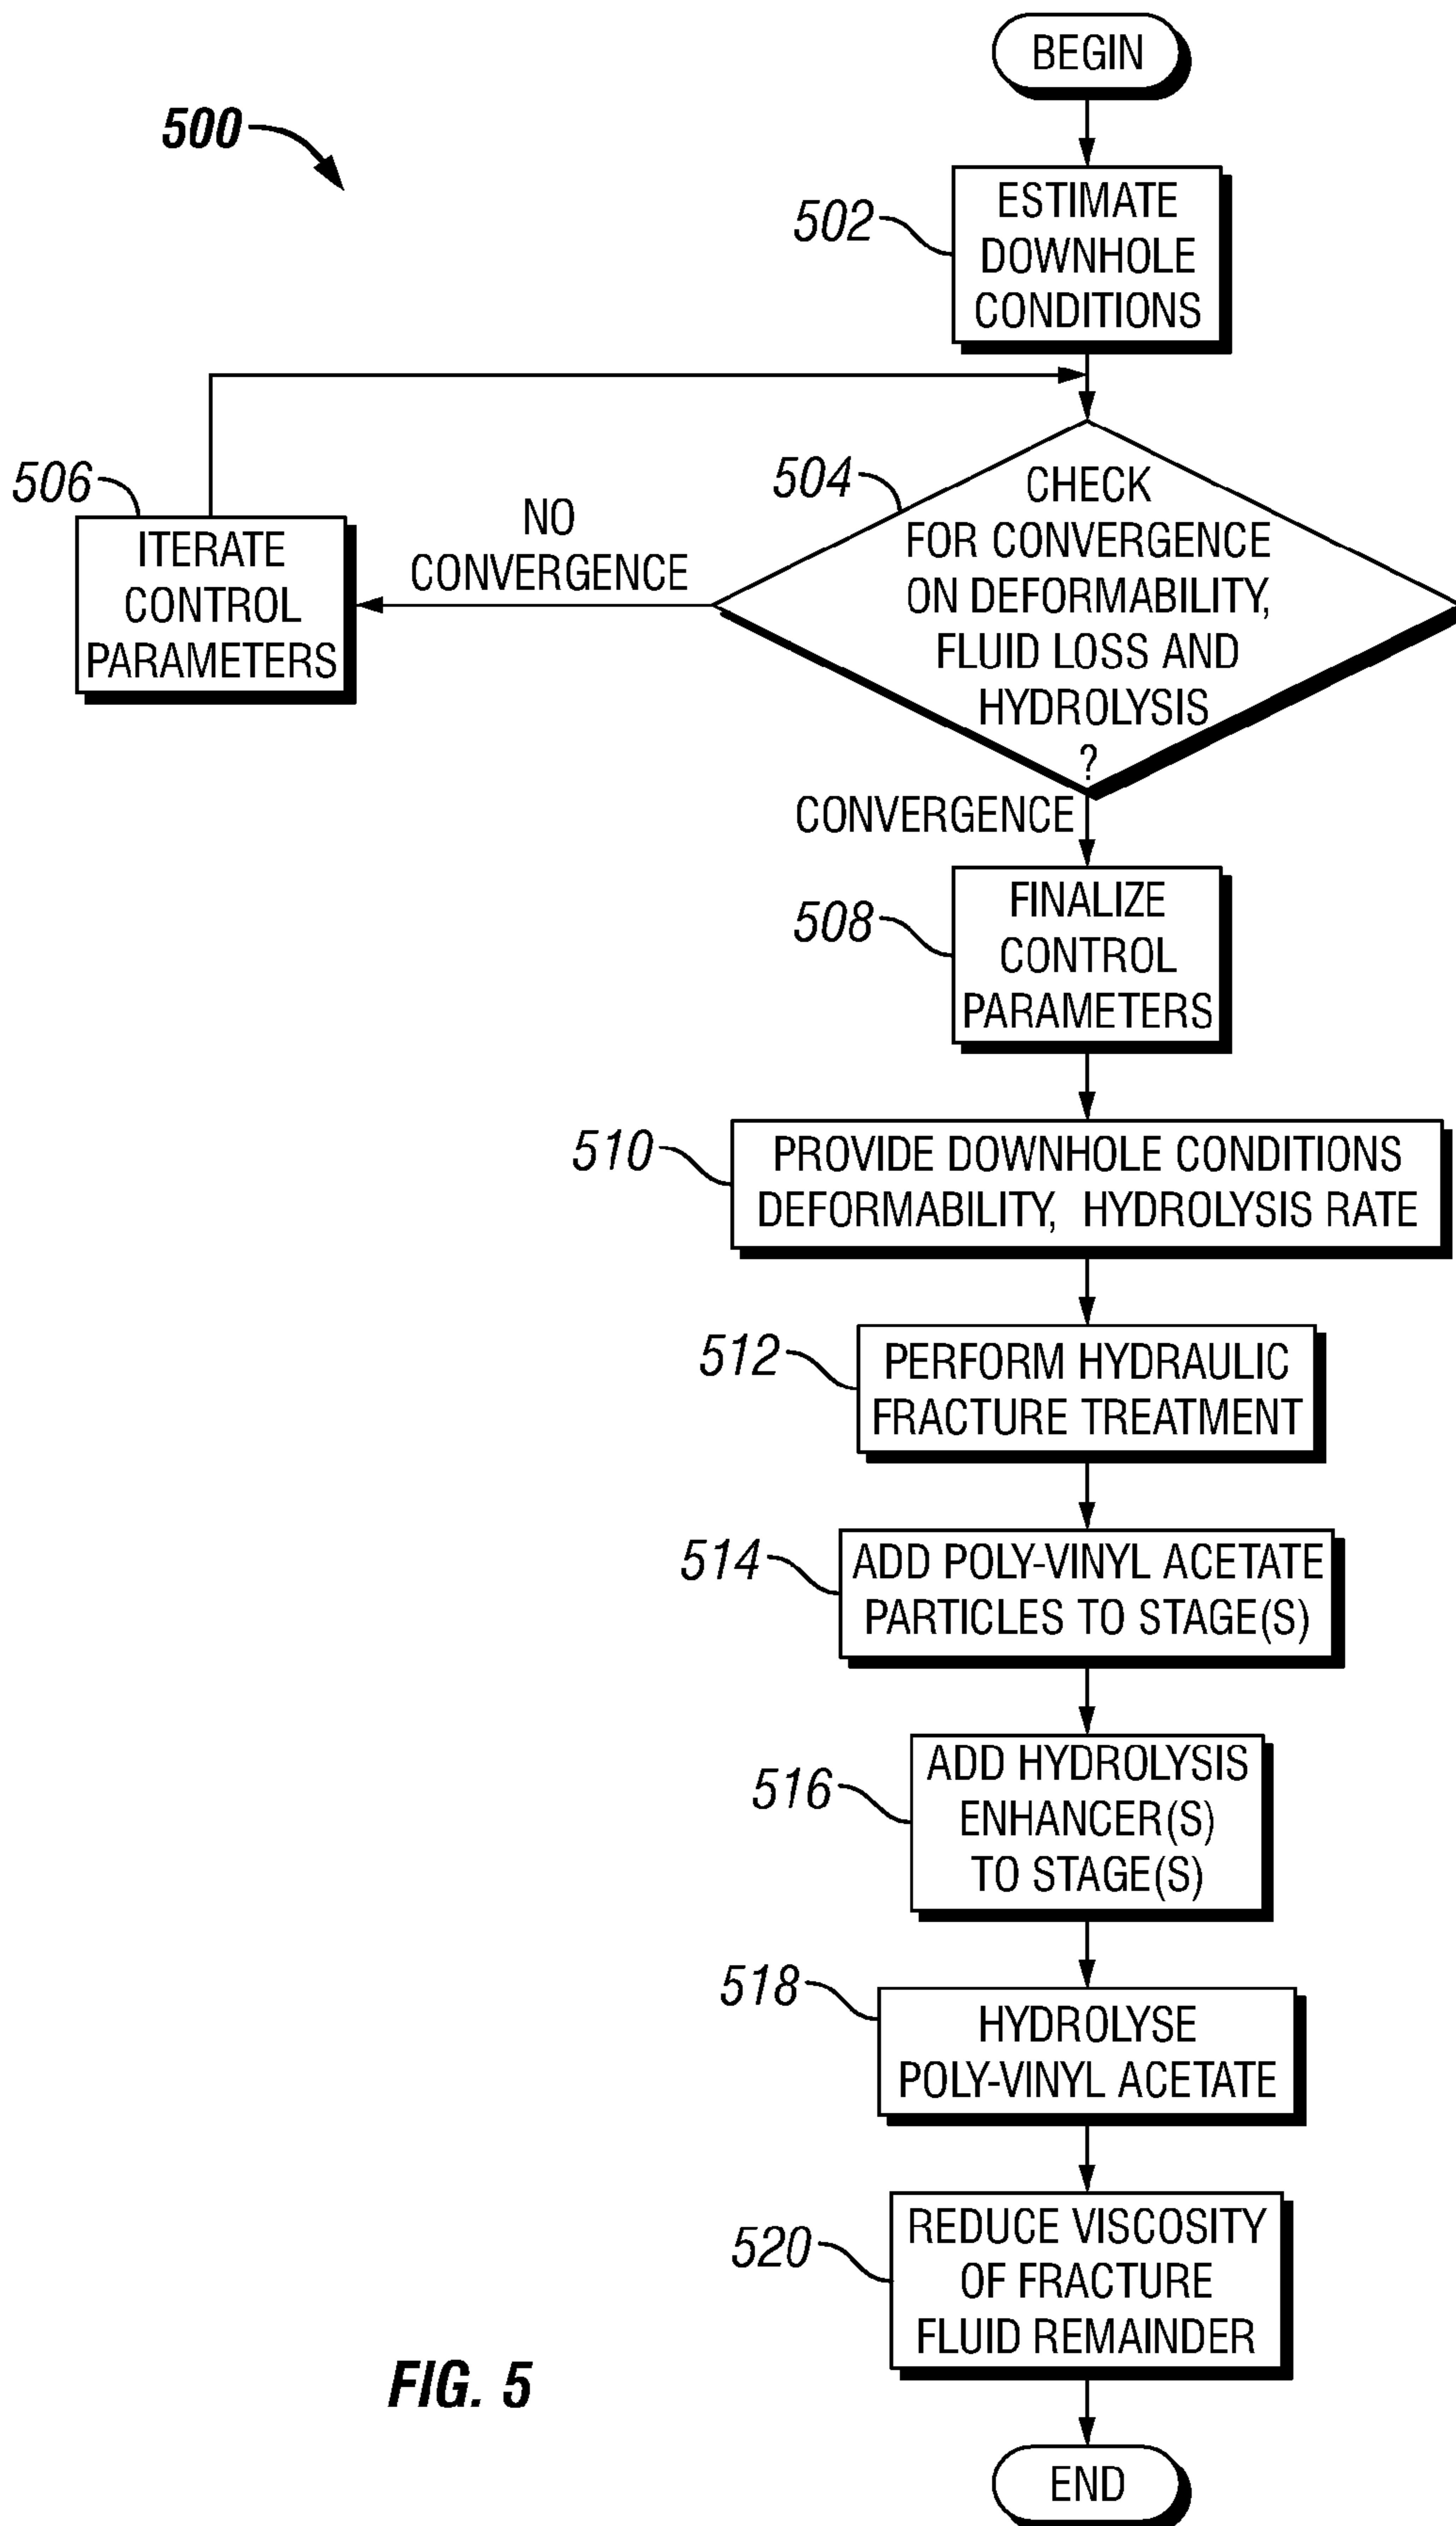 BEGIN
500
502
ESTIMATE
DOWNHOLE
CONDITIONS
506
ITERATE
CONTROL
PARAMETERS
NO
CONVERGENCE
504
CHECK
FOR CONVERGENCE
ON DEFORMABILITY,
FLUID LOSS AND
HYDROLYSIS
?
CONVERGENCE
508
FINALIZE
CONTROL
PARAMETERS
510
PROVIDE DOWNHOLE CONDITIONS
DEFORMABILITY, HYDROLYSIS RATE
512
PERFORM HYDRAULIC
FRACTURE TREATMENT
514
ADD POLY-VINYL ACETATE
PARTICLES TO STAGE(S)
516
ADD HYDROLYSIS
ENHANCER(S)
TO STAGE(S)
518
HYDROLYSE
POLY-VINYL ACETATE
520
REDUCE VISCOSITY
OF FRACTURE
FLUID REMAINDER
FIG. 5
END